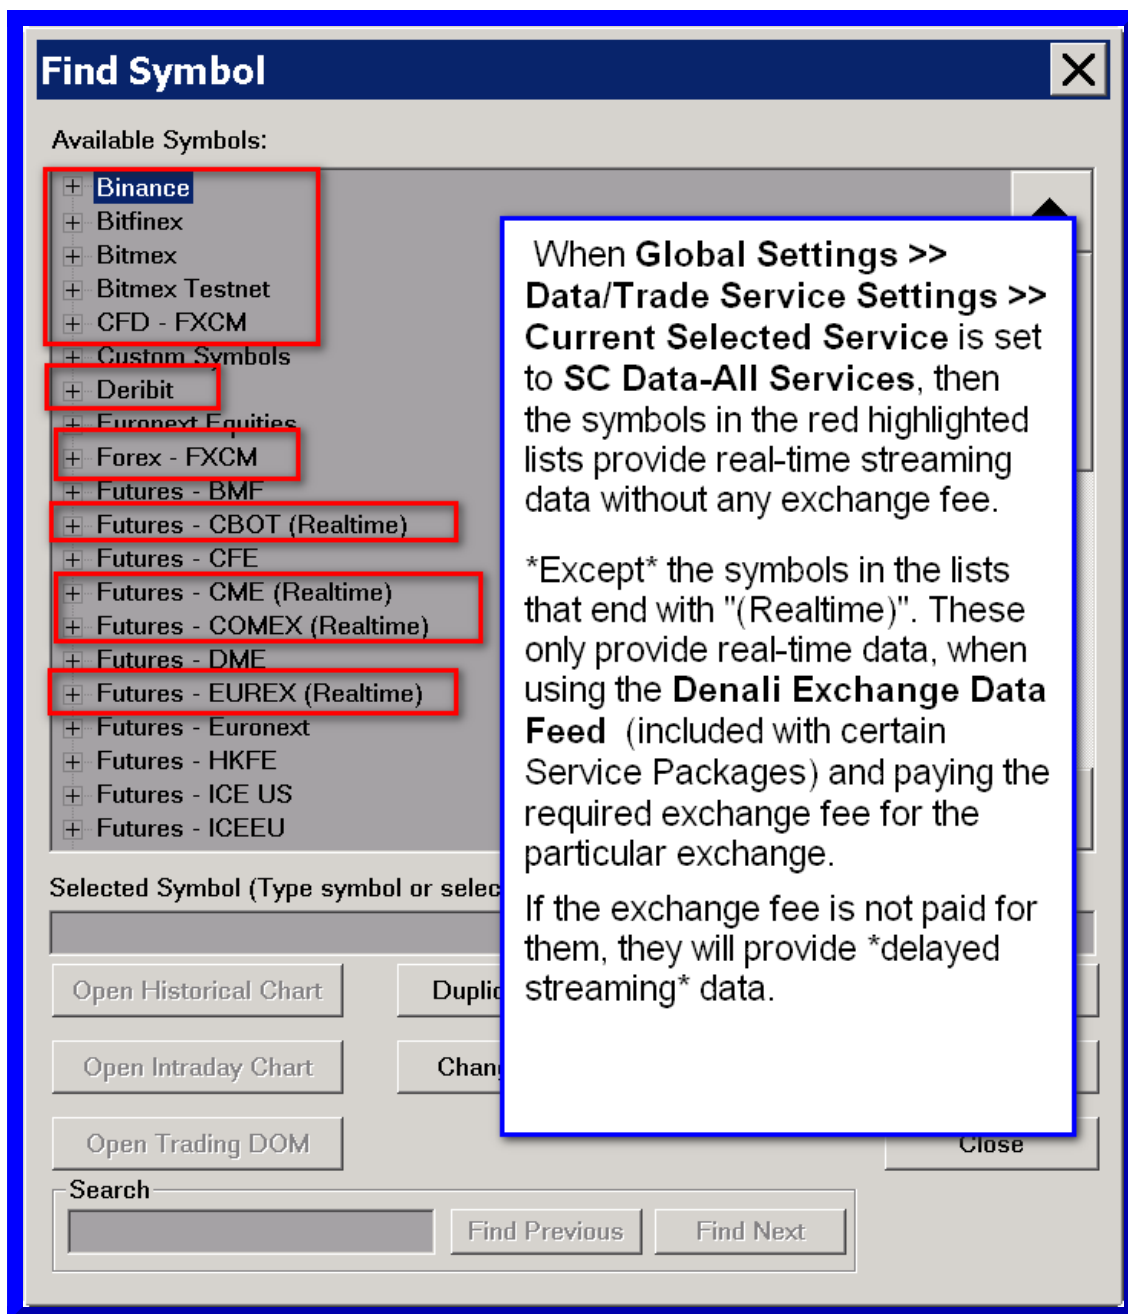 Find Symbol
Available Symbols:
Binance
Bitfinex
Bitmex
Bitmex Testnet
CFD - FXCM
Custom Symbols
Deribit
Euronext Equities
Forex - FXCM
Futures - BMF
Futures - CBOT (Realtime)
Futures - CFE
Futures - CME (Realtime)
Futures - COMEX (Realtime)
Futures - DME
Futures - EUREX (Realtime)
Futures - Euronext
Futures - HKFE
Futures - ICE US
Futures - ICEEU
When Global Settings >>
Data/Trade Service Settings >>
Current Selected Service is set
to SC Data-All Services, then
the symbols in the red highlighted
lists provide real-time streaming
data without any exchange fee.
*Except* the symbols in the lists
that end with "(Realtime)". These
only provide real-time data, when
using the Denali Exchange Data
Feed (included with certain
Service Packages) and paying the
required exchange fee for the
particular exchange.
If the exchange fee is not paid for
them, they will provide *delayed
streaming* data.
Selected Symbol (Type symbol or selec
Open Historical Chart
Duplic
Open Intraday Chart
Chan
Open Trading DOM
Close
Search
Find Previous
Find Next